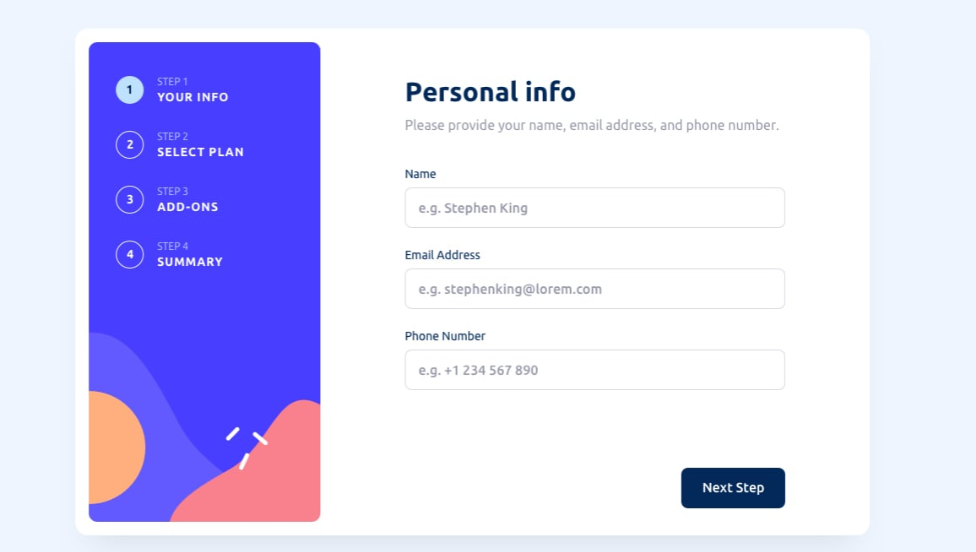 1
STEP 1
YOUR INFO
2
STEP 2
SELECT PLAN
3
STEP 3
ADD-ONS
4
STEP 4
SUMMARY
Personal info
Please provide your name, email address, and phone number.
Name
e.g. Stephen King
Email Address
e.g. stephenking@lorem.com
Phone Number
e.g. +1 234 567 890
Next Step